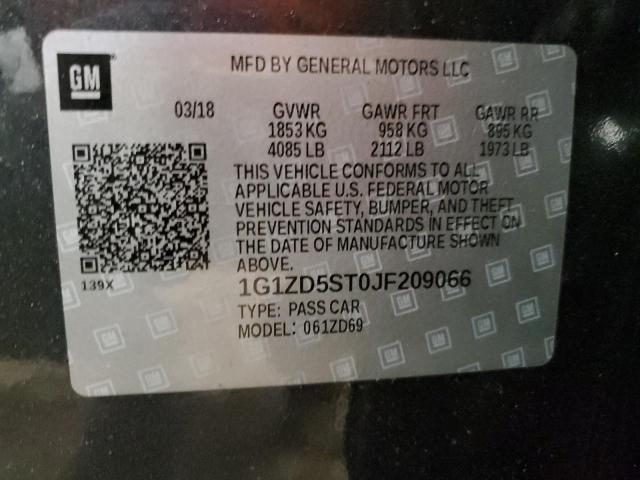 GM
MFD BY GENERAL MOTORS LLC
03/18 GVWR GAWR FRT GAWR RR
1853 KG 958 KG 895 KG
4085 LB 2112 LB 1973 LB
THIS VEHICLE CONFORMS TO ALL
APPLICABLE U.S. FEDERAL MOTOR
VEHICLE SAFETY, BUMPER, AND THEFT
PREVENTION STANDARDS IN EFFECT ON
THE DATE OF MANUFACTURE SHOWN
ABOVE.
139X
1G1ZD5ST0JF209066
TYPE: PASS CAR
MODEL: 061ZD69